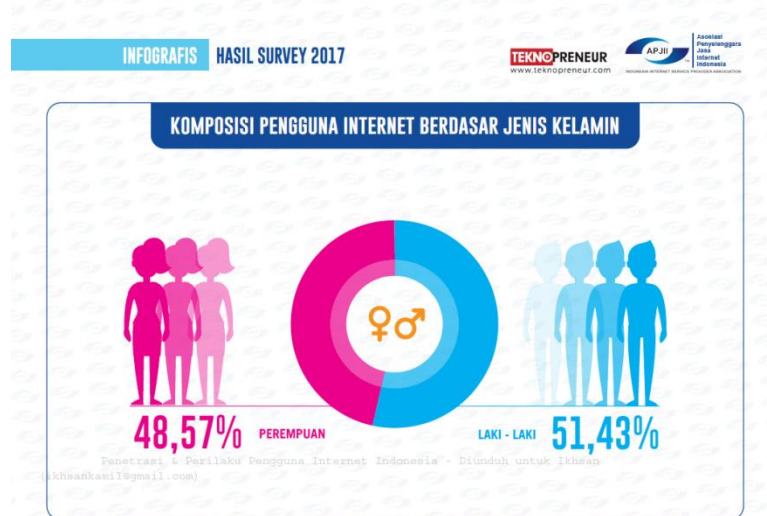 INFOGRAFIS HASIL SURVEY 2017
TEKNOPRENEUR
www.teknopreneur.com
APJII
Asosiasi
Penyelenggara
Jasa
Internet
Indonesia
INDONESIA INTERNET SERVICE PROVIDER ASSOCIATION
KOMPOSISI PENGGUNA INTERNET BERDASAR JENIS KELAMIN
48,57% PEREMPUAN
LAKI - LAKI 51,43%
Penetrasi & Perilaku Pengguna Internet Indonesia - Diunduh untuk Ikhsan
(ikhsankamil@gmail.com)